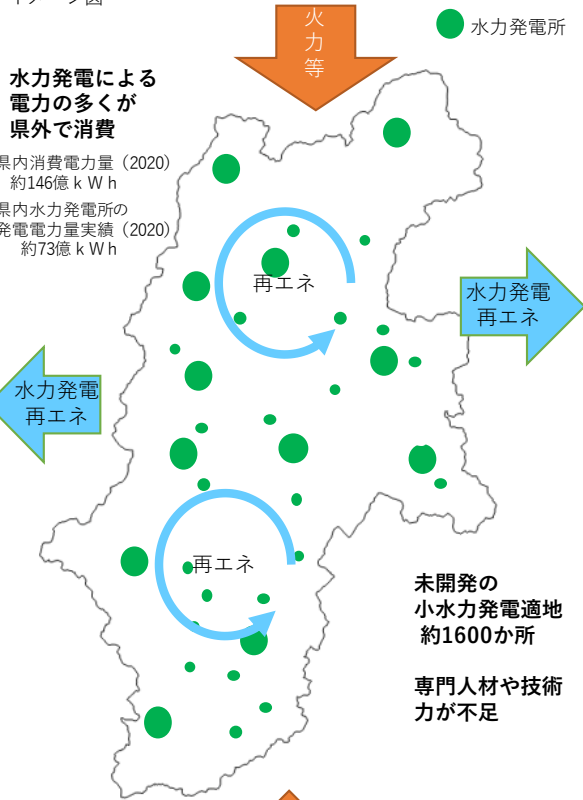 火力等
水力発電所
水力発電による
電力の多くが
県外で消費
県内消費電力量（2020）
約146億ｋＷｈ
県内水力発電所の
発電電力量実績（2020）
約73億ｋＷｈ
再エネ
水力発電
再エネ
水力発電
再エネ
再エネ
未開発の
小水力発電適地
約1600か所
専門人材や技術
力が不足